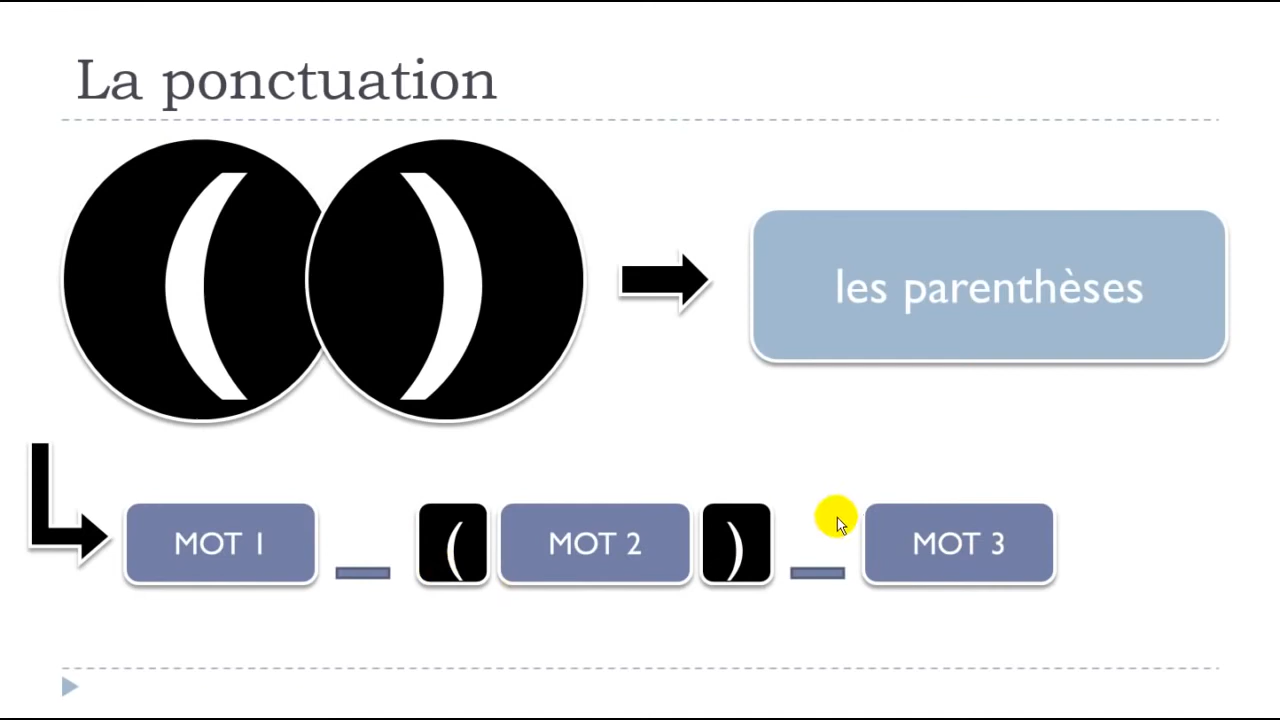 La ponctuation
( )
les parenthèses
MOT 1 _ ( MOT 2 ) _ MOT 3